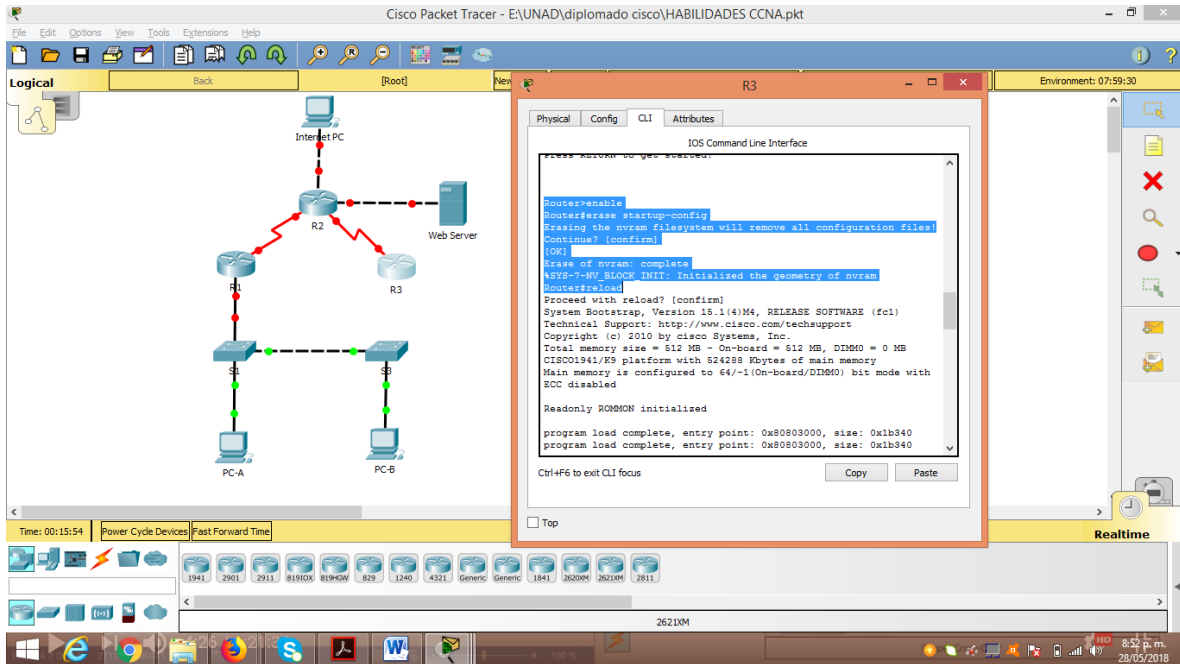 Cisco Packet Tracer - E:\UNAD\diplomado cisco\HABILIDADES CCNA.pkt
File Edit Options View Tools Extensions Help
Logical Back [Root] New Environment: 07:59:30
Internet PC
R2
Web Server
R1
R3
S1
S3
PC-A
PC-B
R3
Physical Config CLI Attributes
IOS Command Line Interface
Press RETURN to get started!
Router>enable
Router#erase startup-config
Erasing the nvram filesystem will remove all configuration files!
Continue? [confirm]
[OK]
Erase of nvram: complete
%SYS-7-NV_BLOCK_INIT: Initialized the geometry of nvram
Router#reload
Proceed with reload? [confirm]
System Bootstrap, Version 15.1(4)M4, RELEASE SOFTWARE (fc1)
Technical Support: http://www.cisco.com/techsupport
Copyright (c) 2010 by cisco Systems, Inc.
Total memory size = 512 MB - On-board = 512 MB, DIMM0 = 0 MB
CISCO1941/K9 platform with 524288 Kbytes of main memory
Main memory is configured to 64/-1(On-board/DIMM0) bit mode with
ECC disabled
Readonly ROMMON initialized
program load complete, entry point: 0x80803000, size: 0x1b340
program load complete, entry point: 0x80803000, size: 0x1b340
Ctrl+F6 to exit CLI focus Copy Paste
Top
Time: 00:15:54 Power Cycle Devices Fast Forward Time Realtime
1941 2901 2911 819IOX 819HGW 829 1240 4321 Generic Generic 1841 2620XM 2621XM 2811
2621XM
100 %
HD
8:52 p. m.
28/05/2018